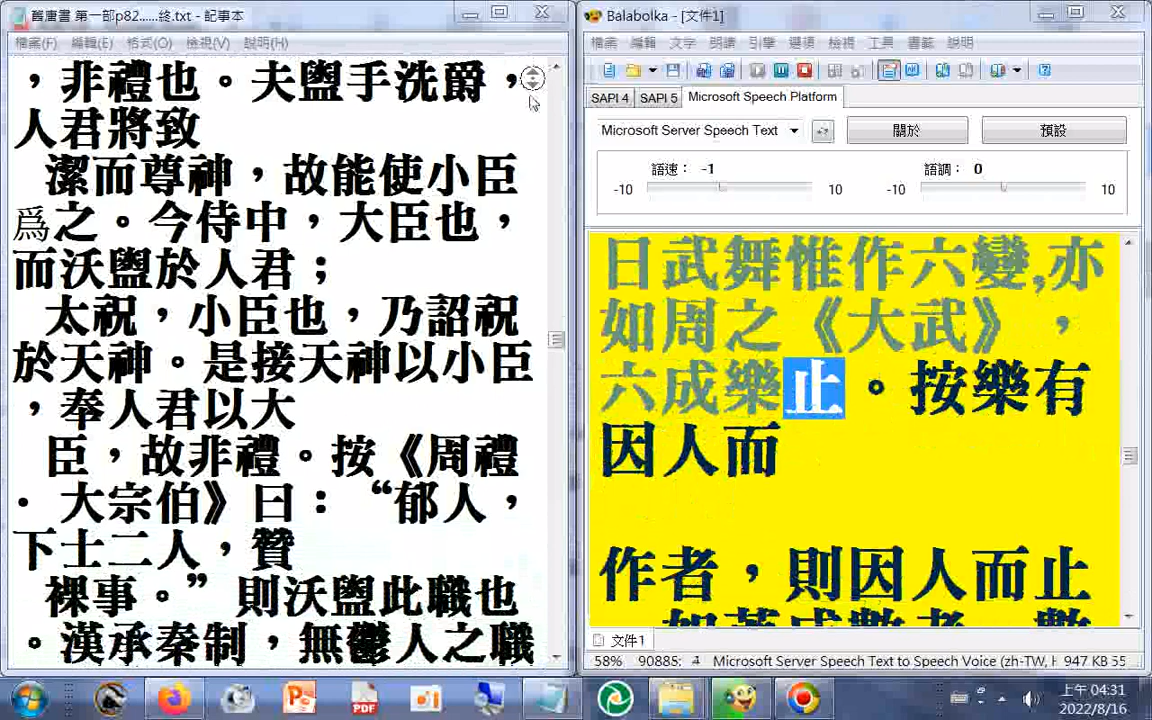 舊唐書 第一部p82......終.txt - 記事本
檔案(F) 編輯(E) 格式(O) 檢視(V) 說明(H)
，非禮也。夫盥手洗爵，
人君將致
潔而尊神，故能使小臣
爲之。今侍中，大臣也，
而沃盥於人君；
太祝，小臣也，乃詔祝
於天神。是接天神以小臣
，奉人君以大
臣，故非禮。按《周禮
．大宗伯》曰：“郁人，
下士二人，贊
裸事。”則沃盥此職也
。漢承秦制，無鬱人之職
Balabolka - [文件1]
檔案 編輯 文字 朗讀 引擎 選項 檢視 工具 書籤 說明
SAPI 4 SAPI 5 Microsoft Speech Platform
Microsoft Server Speech Text 關於 預設
語速： -1 語調： 0
-10 10 -10 10
日武舞惟作六變,亦
如周之《大武》，
六成樂止。按樂有
因人而
作者，則因人而止
。如著成數者，數
文件1
58% 90885: 4 Microsoft Server Speech Text to Speech Voice (zh-TW, H 947 KB 55
上午 04:31
2022/8/16